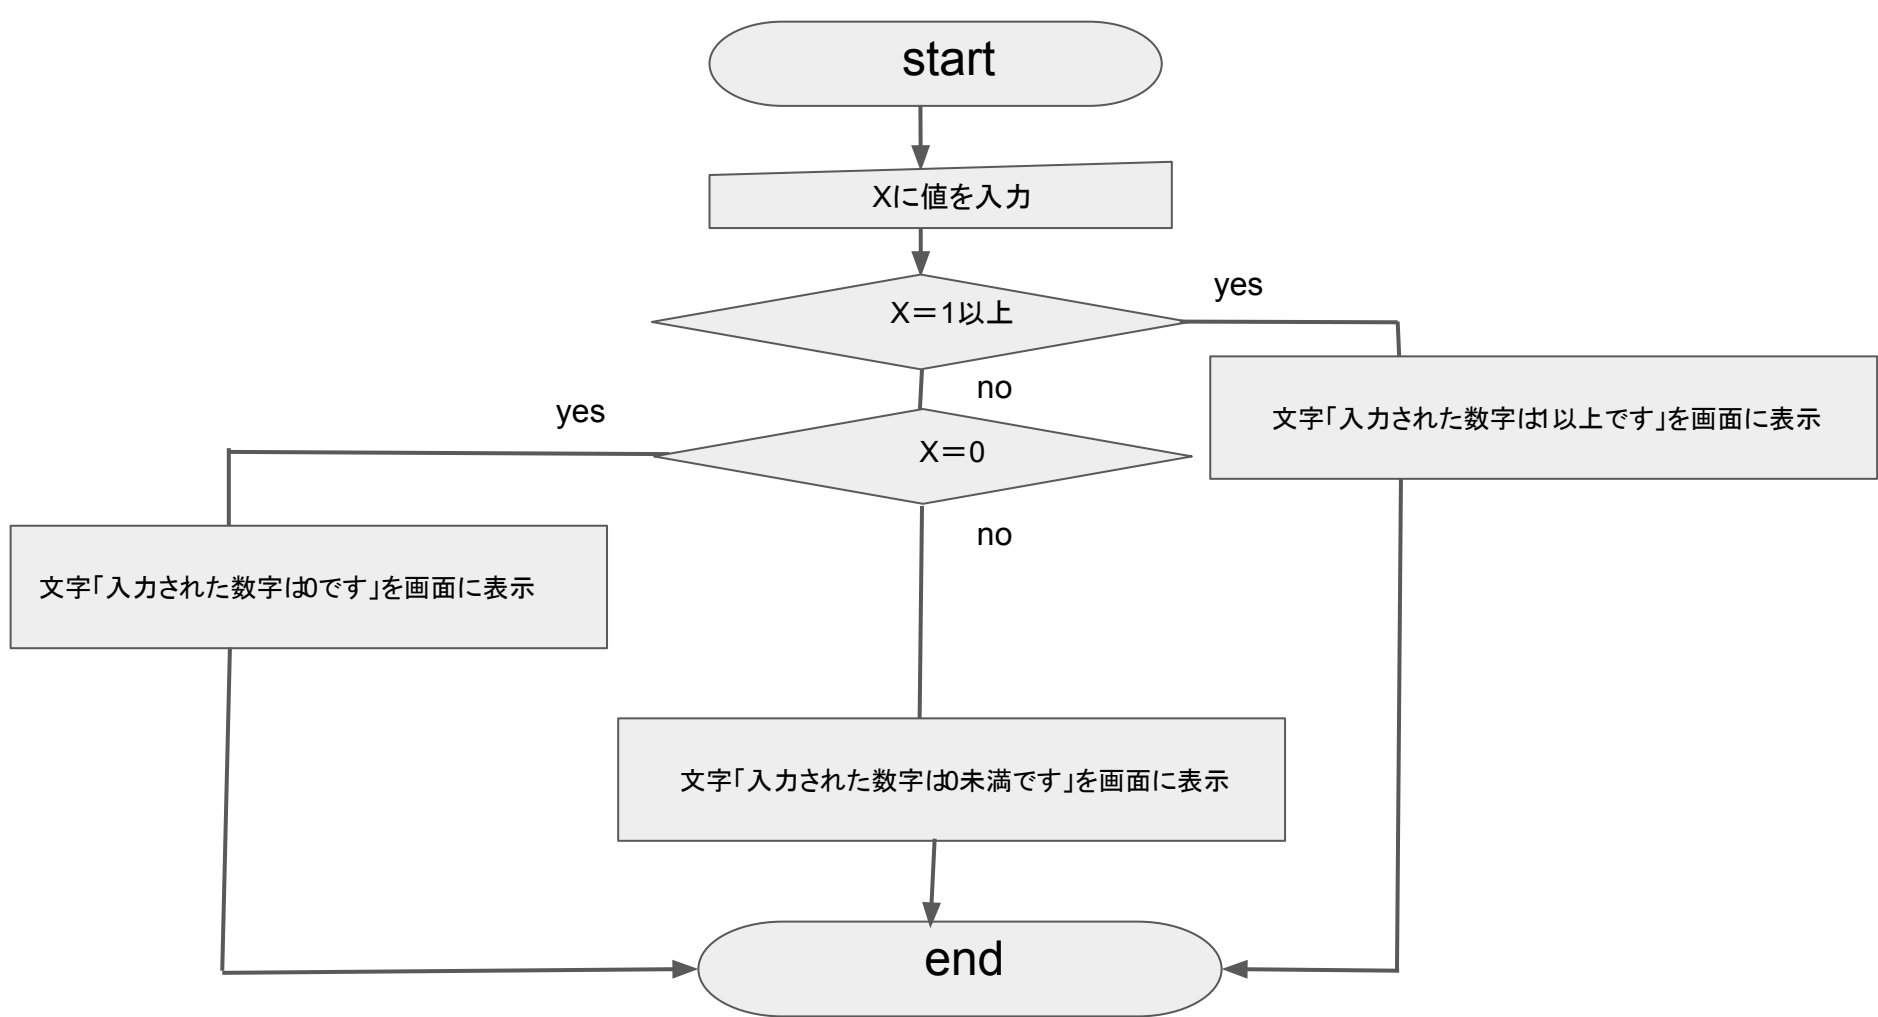 start
Xに値を入力
X＝1以上
yes
no
文字「入力された数字は1以上です」を画面に表示
yes
X＝0
no
文字「入力された数字は0です」を画面に表示
文字「入力された数字は0未満です」を画面に表示
end